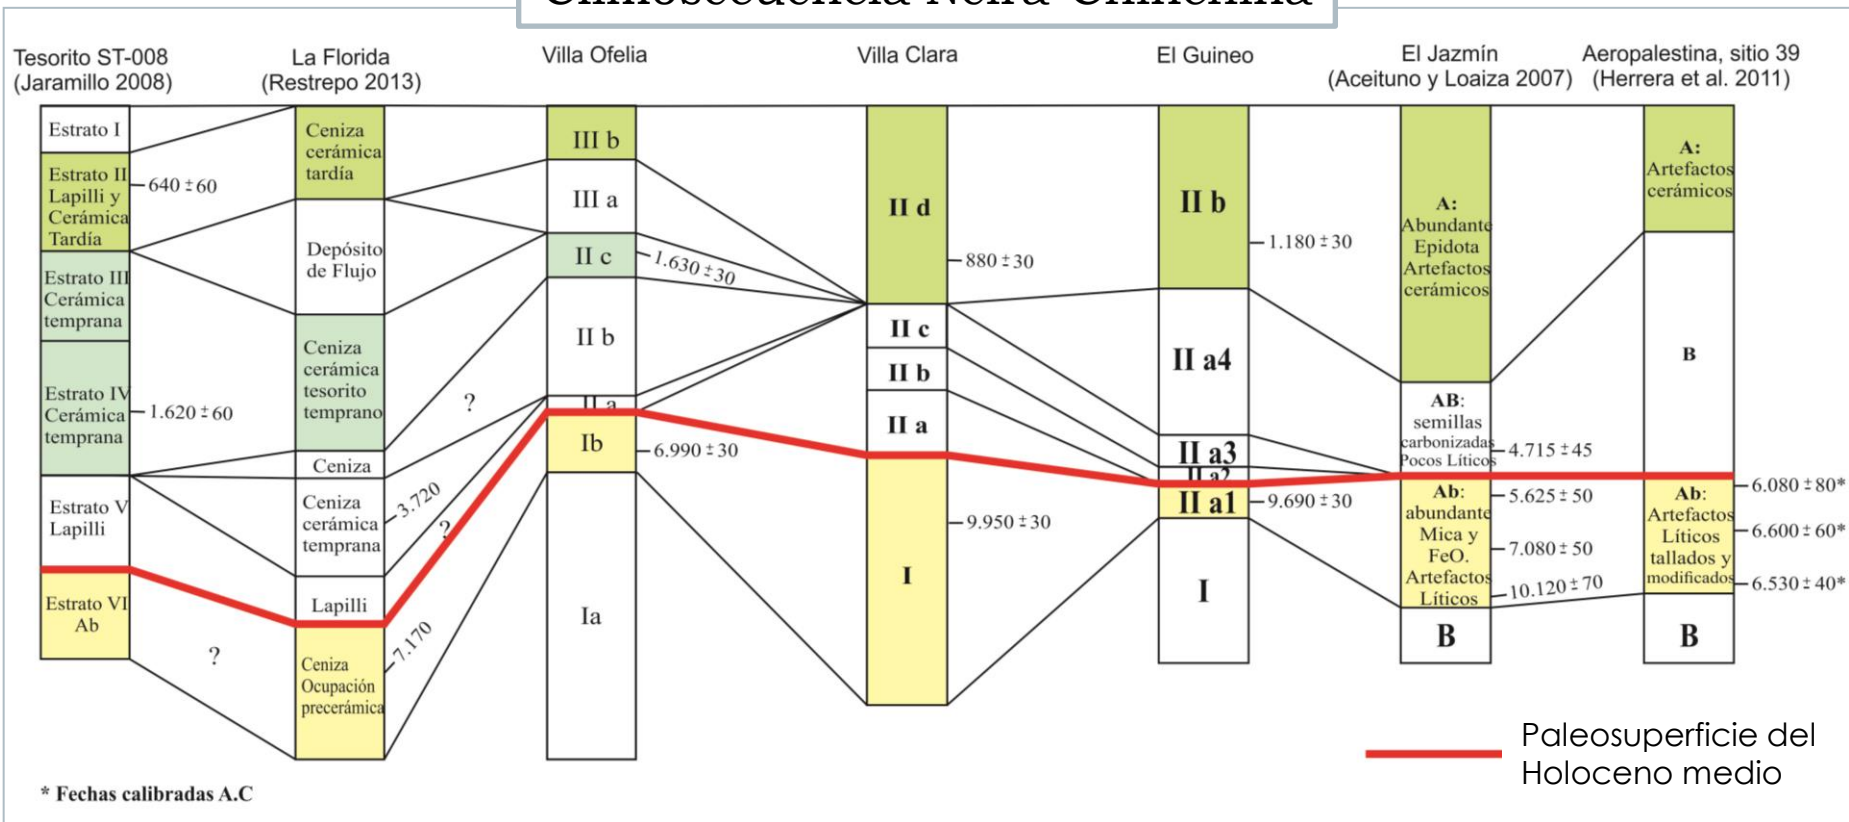 Climosecuencia Neira-Chinchiná
Tesorito ST-008
(Jaramillo 2008)
La Florida
(Restrepo 2013)
Villa Ofelia
Villa Clara
El Guineo
El Jazmín
(Aceituno y Loaiza 2007)
Aeropalestina, sitio 39
(Herrera et al. 2011)
Estrato I
Estrato II
Lapilli y
Cerámica
Tardía
640 ± 60
Estrato III
Cerámica
temprana
Estrato IV
Cerámica
temprana
1.620 ± 60
Estrato V
Lapilli
Estrato VI
Ab
?
Ceniza
cerámica
tardía
Depósito
de Flujo
Ceniza
cerámica
tesorito
temprano
Ceniza
Ceniza
cerámica
temprana
3.720
Lapilli
Ceniza
Ocupación
precerámica
7.170
?
?
III b
III a
II c
1.630 ± 30
II b
II a
Ib
6.990 ± 30
Ia
II d
880 ± 30
II c
II b
II a
I
9.950 ± 30
II b
1.180 ± 30
II a4
II a3
II a2
II a1
9.690 ± 30
I
A:
Abundante
Epidota
Artefactos
cerámicos
AB:
semillas
carbonizadas
Pocos Líticos
4.715 ± 45
Ab:
abundante
Mica y
FeO.
Artefactos
Líticos
5.625 ± 50
7.080 ± 50
10.120 ± 70
B
A:
Artefactos
cerámicos
B
Ab:
Artefactos
Líticos
tallados y
modificados
6.080 ± 80*
6.600 ± 60*
6.530 ± 40*
B
Paleosuperficie del
Holoceno medio
* Fechas calibradas A.C